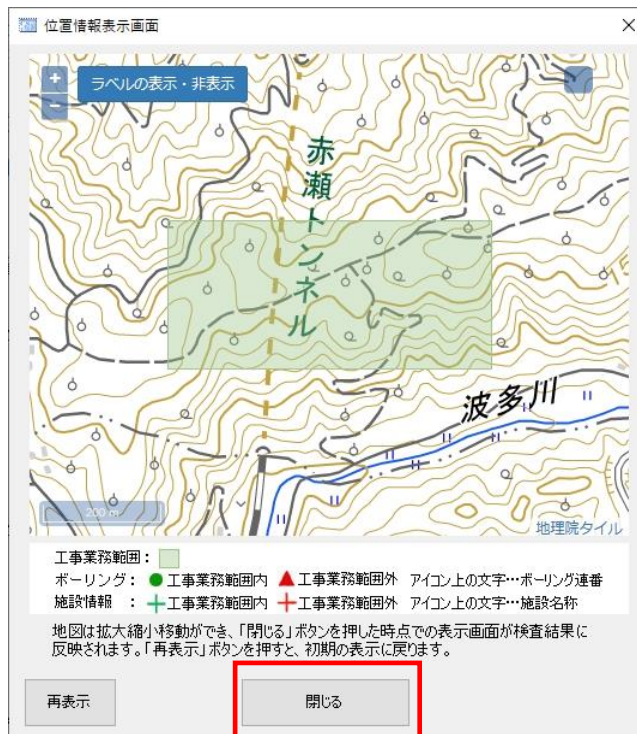 位置情報表示画面
×
+
ラベルの表示・非表示
−
赤瀬トンネル
波多川
200 m
地理院タイル
工事業務範囲：
ボーリング： 工事業務範囲内 工事業務範囲外 アイコン上の文字…ボーリング連番
施設情報 ： 工事業務範囲内 工事業務範囲外 アイコン上の文字…施設名称
地図は拡大縮小移動ができ、「閉じる」ボタンを押した時点での表示画面が検査結果に
反映されます。「再表示」ボタンを押すと、初期の表示に戻ります。
再表示
閉じる